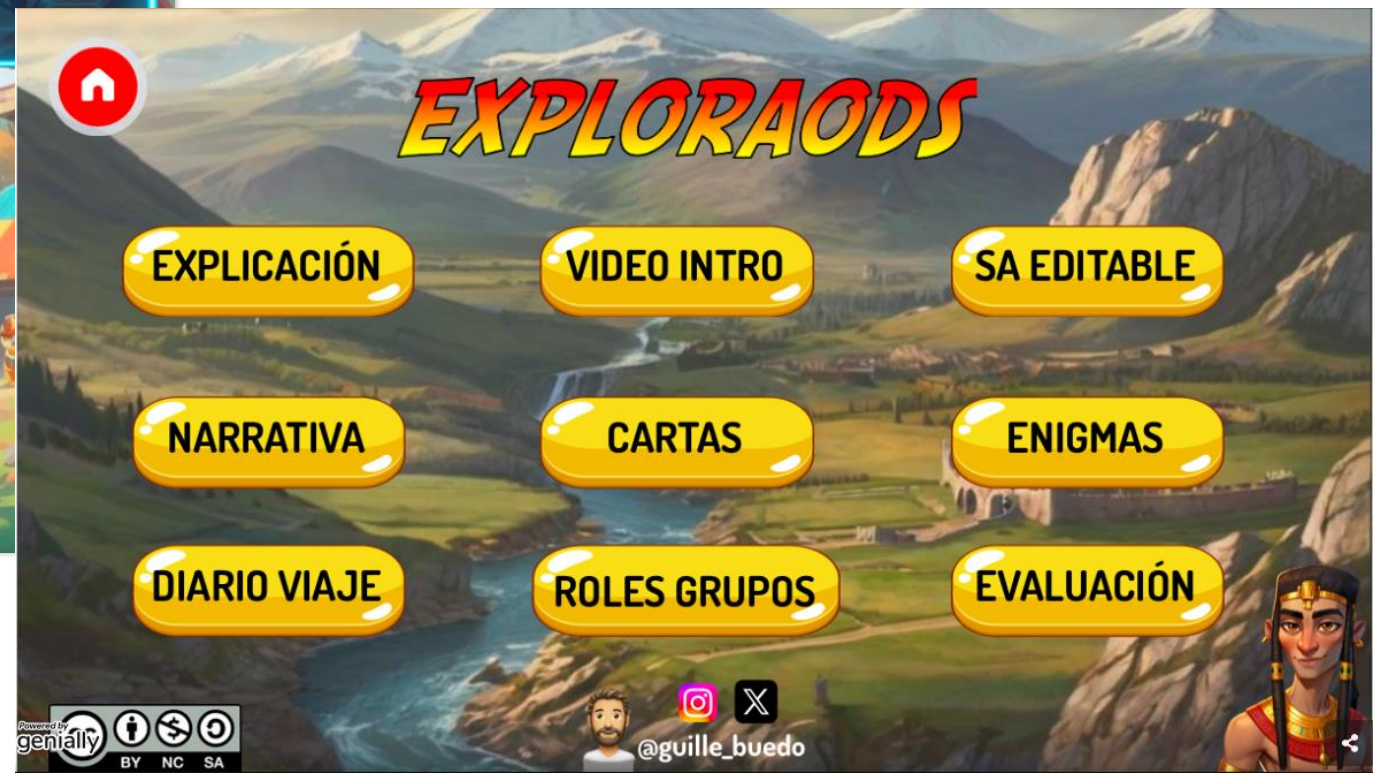 EXPLORAODS
EXPLICACIÓN
VIDEO INTRO
SA EDITABLE
NARRATIVA
CARTAS
ENIGMAS
DIARIO VIAJE
ROLES GRUPOS
EVALUACIÓN
@guille_buedo
Powered by
genially
BY NC SA